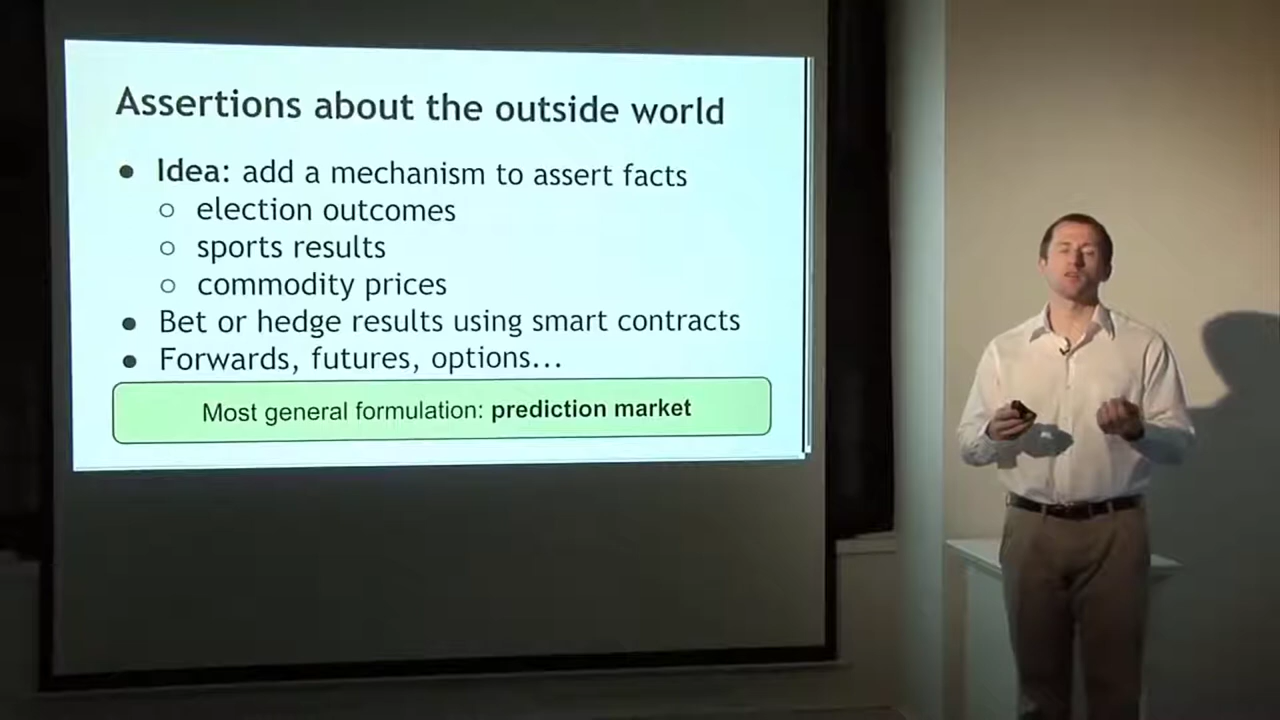 Assertions about the outside world
● Idea: add a mechanism to assert facts
○ election outcomes
○ sports results
○ commodity prices
● Bet or hedge results using smart contracts
● Forwards, futures, options...
Most general formulation: prediction market